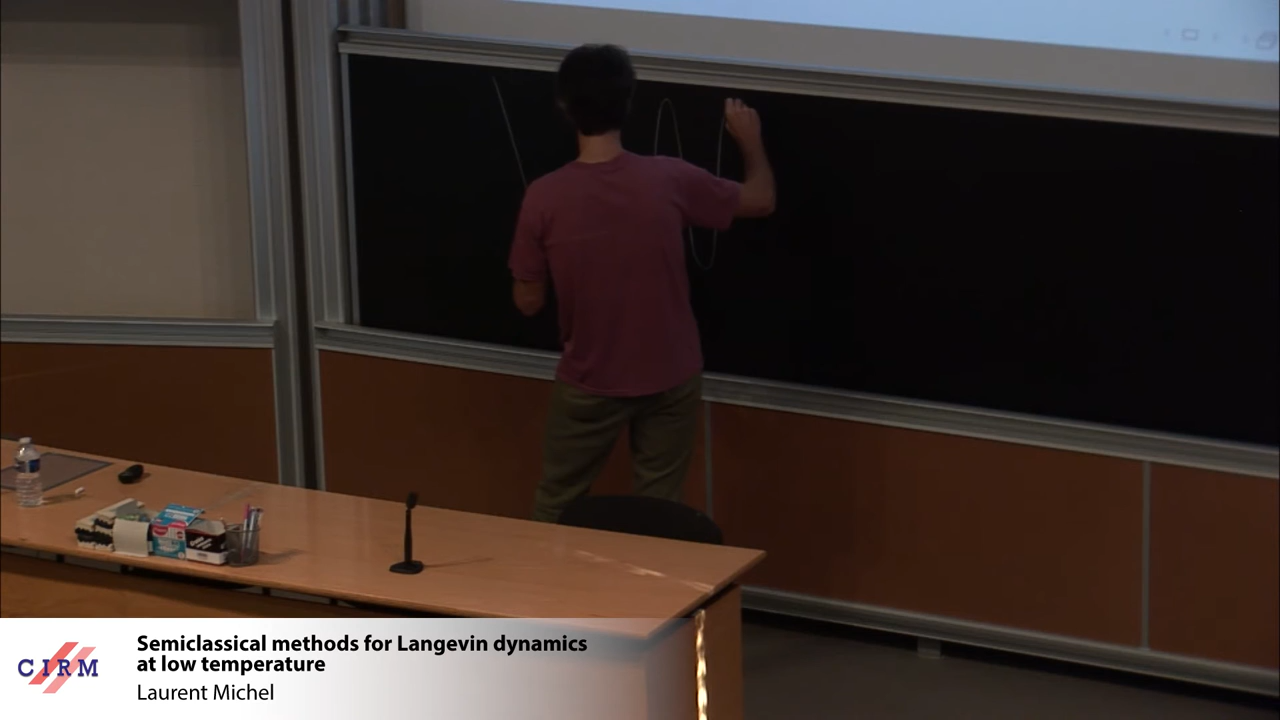 CIRM
Semiclassical methods for Langevin dynamics
at low temperature
Laurent Michel